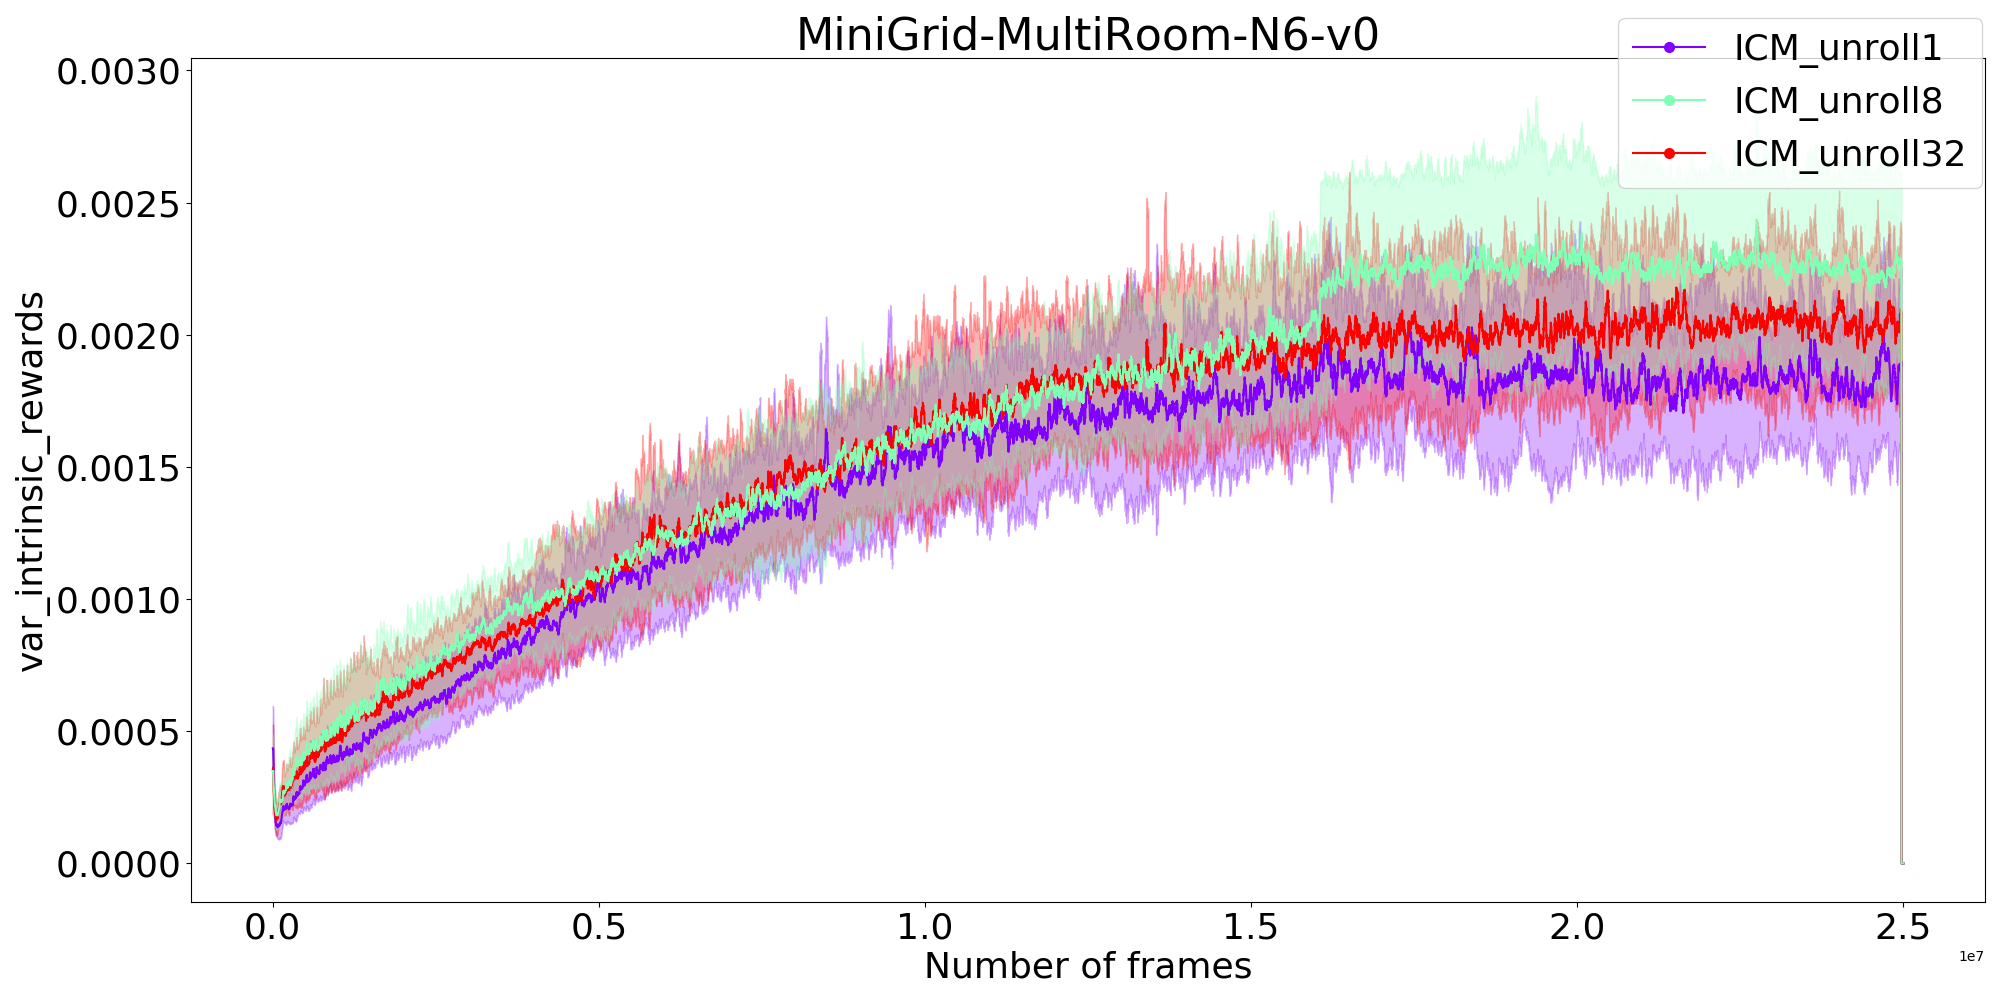 MiniGrid-MultiRoom-N6-v0
ICM_unroll1
ICM_unroll8
ICM_unroll32
var_intrinsic_rewards
0.0030
0.0025
0.0020
0.0015
0.0010
0.0005
0.0000
0.0 0.5 1.0 1.5 2.0 2.5
1e7
Number of frames